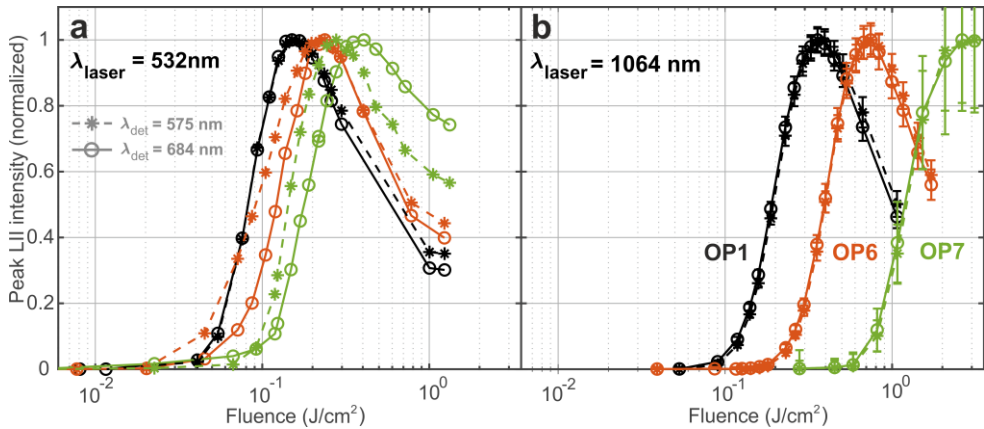 a
λlaser = 532nm
λdet = 575 nm
λdet = 684 nm
Peak LII intensity (normalized)
1
0.8
0.6
0.4
0.2
0
10⁻²
10⁻¹
10⁰
Fluence (J/cm²)
b
λlaser = 1064 nm
OP1
OP6
OP7
10⁻²
10⁻¹
10⁰
Fluence (J/cm²)